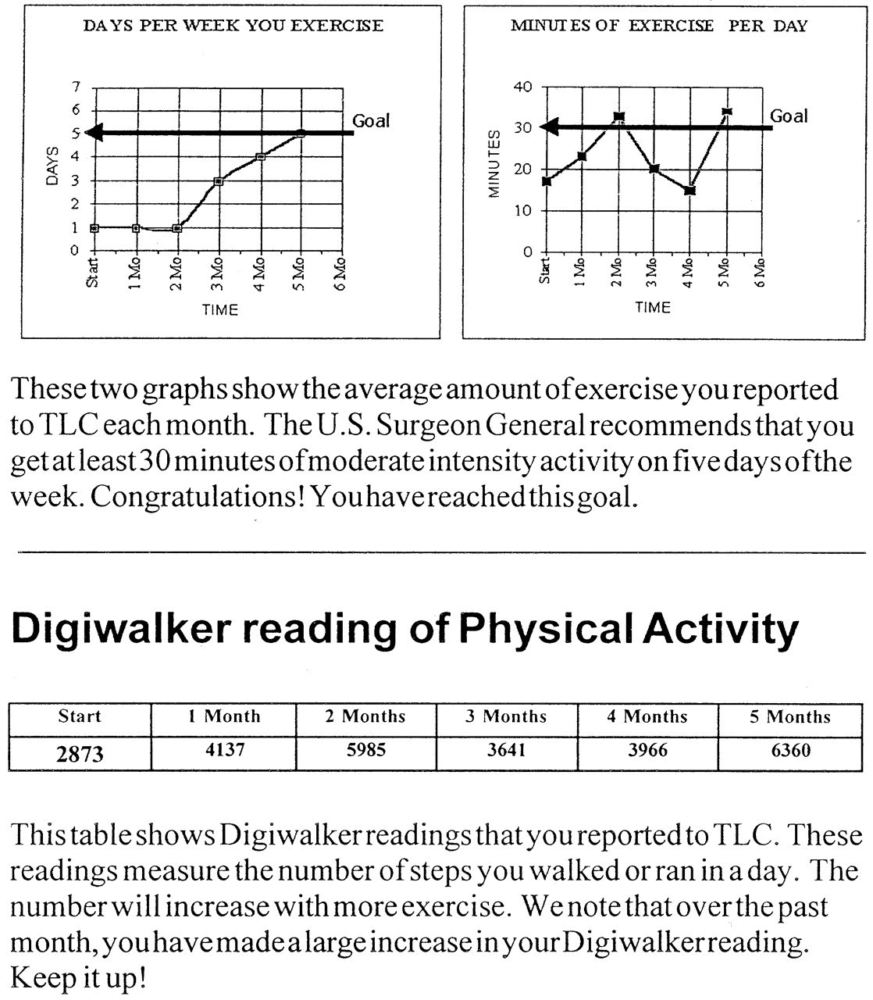 DAYS PER WEEK YOU EXERCISE
7
6
5
4
3
2
1
0
DAYS
Goal
Start
1 Mo
2 Mo
3 Mo
4 Mo
5 Mo
6 Mo
TIME
MINUTES OF EXERCISE PER DAY
40
30
20
10
0
MINUTES
Goal
Start
1 Mo
2 Mo
3 Mo
4 Mo
5 Mo
6 Mo
TIME
These two graphs show the average amount of exercise you reported
to TLC each month. The U.S. Surgeon General recommends that you
get at least 30 minutes of moderate intensity activity on five days of the
week. Congratulations! You have reached this goal.
Digiwalker reading of Physical Activity
Start 1 Month 2 Months 3 Months 4 Months 5 Months
2873 4137 5985 3641 3966 6360
This table shows Digiwalker readings that you reported to TLC. These
readings measure the number of steps you walked or ran in a day. The
number will increase with more exercise. We note that over the past
month, you have made a large increase in your Digiwalker reading.
Keep it up!